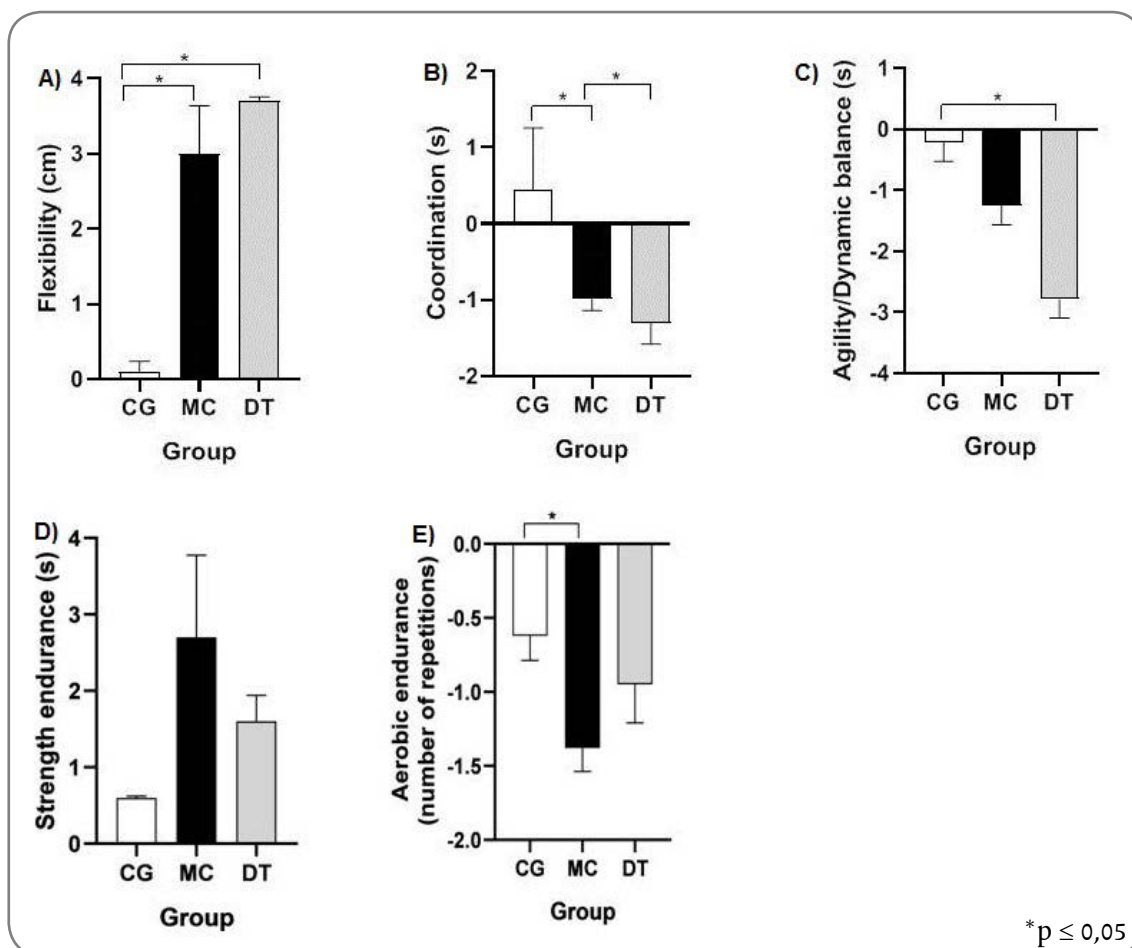 A)
Flexibility (cm)
4
3
2
1
0
*
*
CG MC DT
Group
B)
Coordination (s)
2
1
0
-1
-2
*
*
CG MC DT
Group
C)
Agility/Dynamic balance (s)
1
0
-1
-2
-3
-4
*
CG MC DT
Group
D)
Strength endurance (s)
4
3
2
1
0
CG MC DT
Group
E)
Aerobic endurance
(number of repetitions)
0.0
-0.5
-1.0
-1.5
-2.0
*
CG MC DT
Group
*p ≤ 0,05